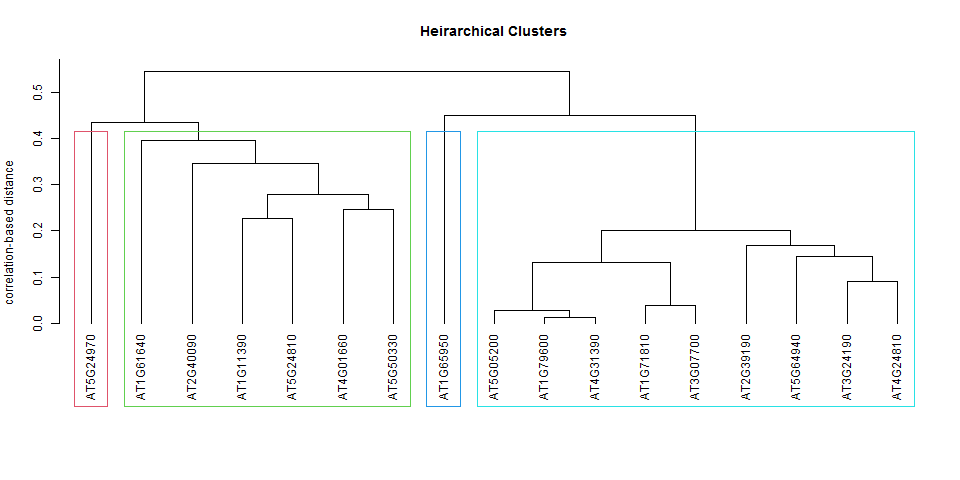 Heirarchical Clusters
correlation-based distance
0.5
0.4
0.3
0.2
0.1
0.0
AT5G24970
AT1G61640
AT2G40090
AT1G11390
AT5G24810
AT4G01660
AT5G50330
AT1G65950
AT5G05200
AT1G79600
AT4G31390
AT1G71810
AT3G07700
AT2G39190
AT5G64940
AT3G24190
AT4G24810